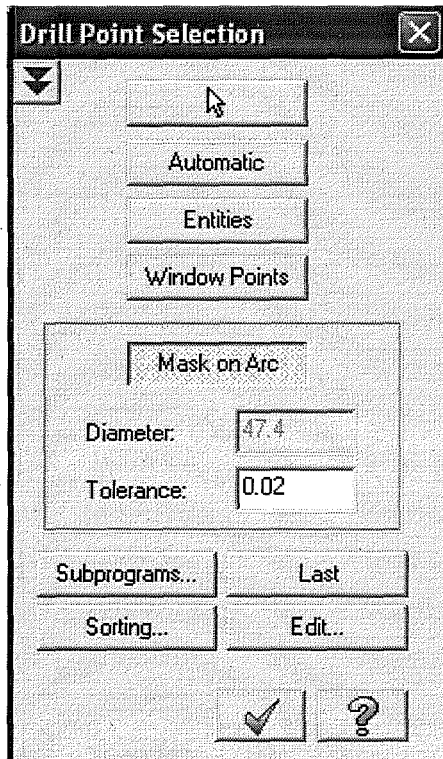 Drill Point Selection
Automatic
Entities
Window Points
Mask on Arc
Diameter: 47.4
Tolerance: 0.02
Subprograms... Last
Sorting... Edit...